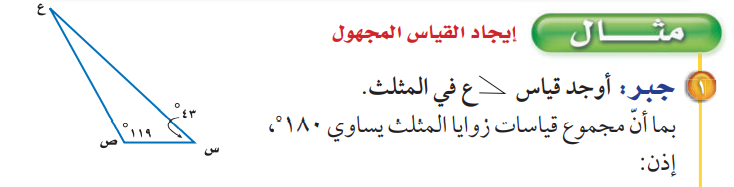 مثـال
إيجاد القياس المجهول
١ جبر: أوجد قياس ∠ع في المثلث.
بما أنّ مجموع قياسات زوايا المثلث يساوي ١٨٠°،
إذن:
ع
٤٣°
١١٩°
ص
س